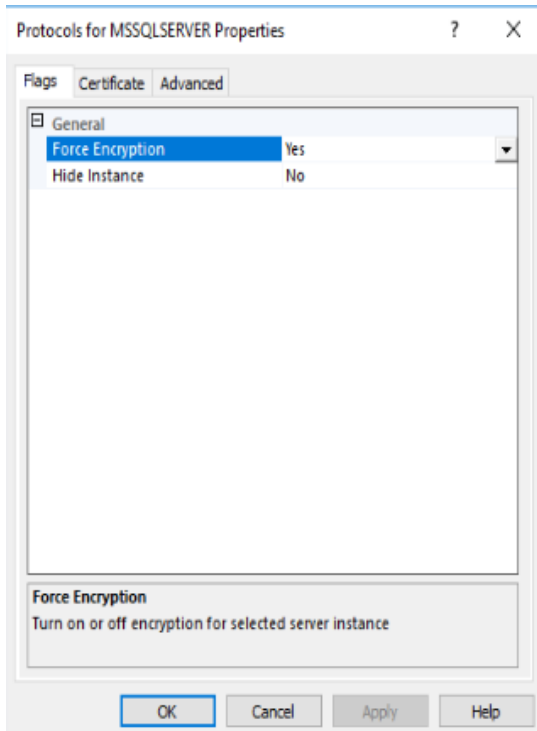 Protocols for MSSQLSERVER Properties ? X
Flags Certificate Advanced
General
Force Encryption Yes
Hide Instance No
Force Encryption
Turn on or off encryption for selected server instance
OK Cancel Apply Help